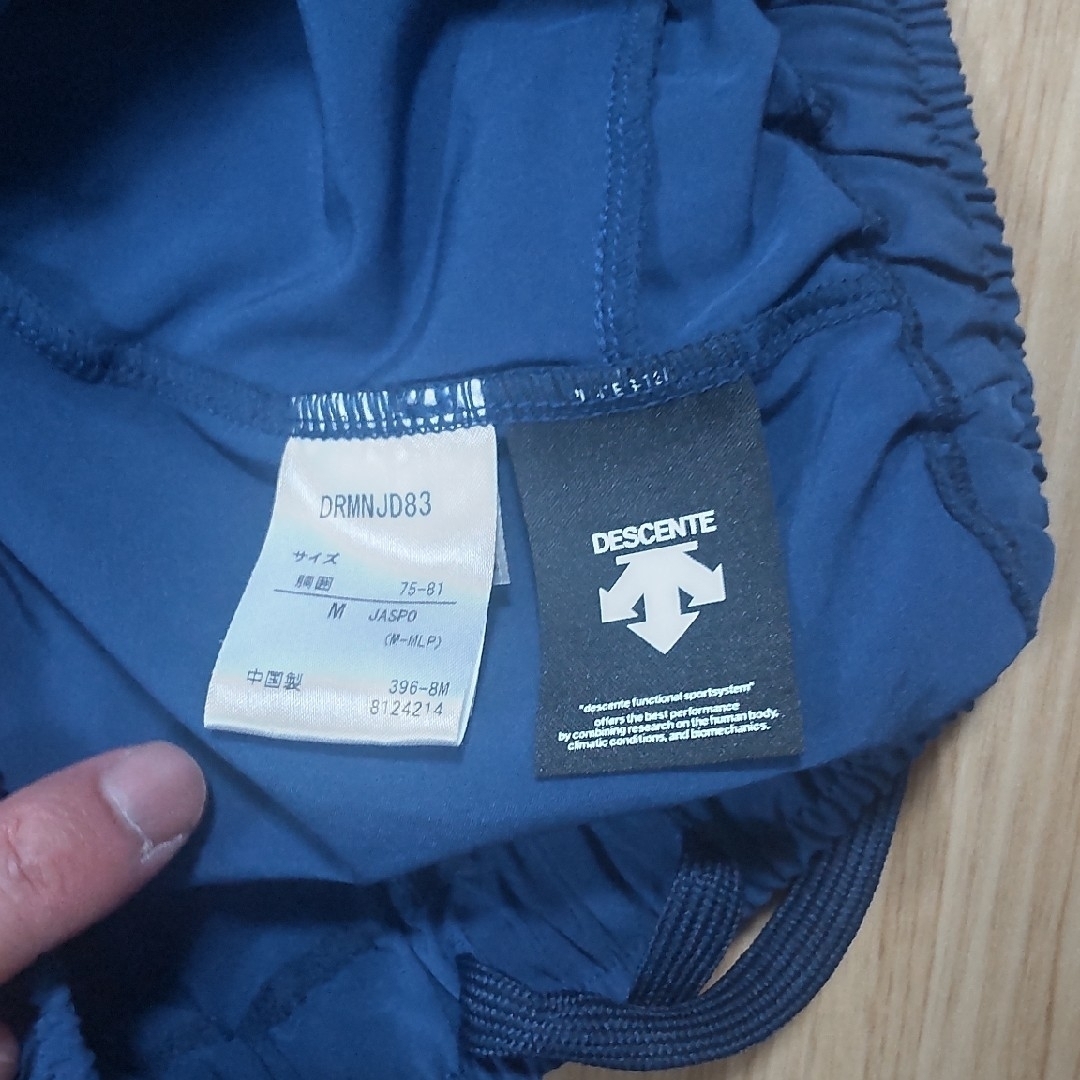 DRMNJD83
サイズ
胴囲 75-81
M JASPO
(M-MLP)
中国製 396-8M
8124214
DESCENTE
"descente functional sportsystem"
offers the best performance
by combining research on the human body,
climatic conditions, and biomechanics.